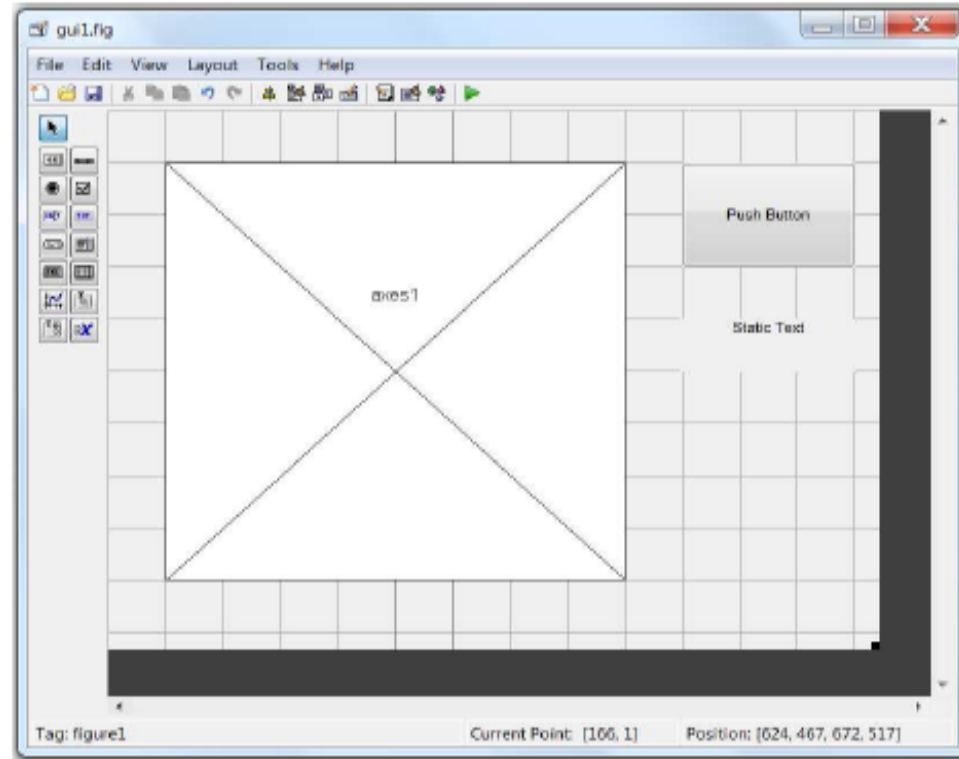 gui1.fig
File Edit View Layout Tools Help
Push Button
axes1
Static Text
Tag: figure1
Current Point: [166, 1]
Position: [624, 467, 672, 517]